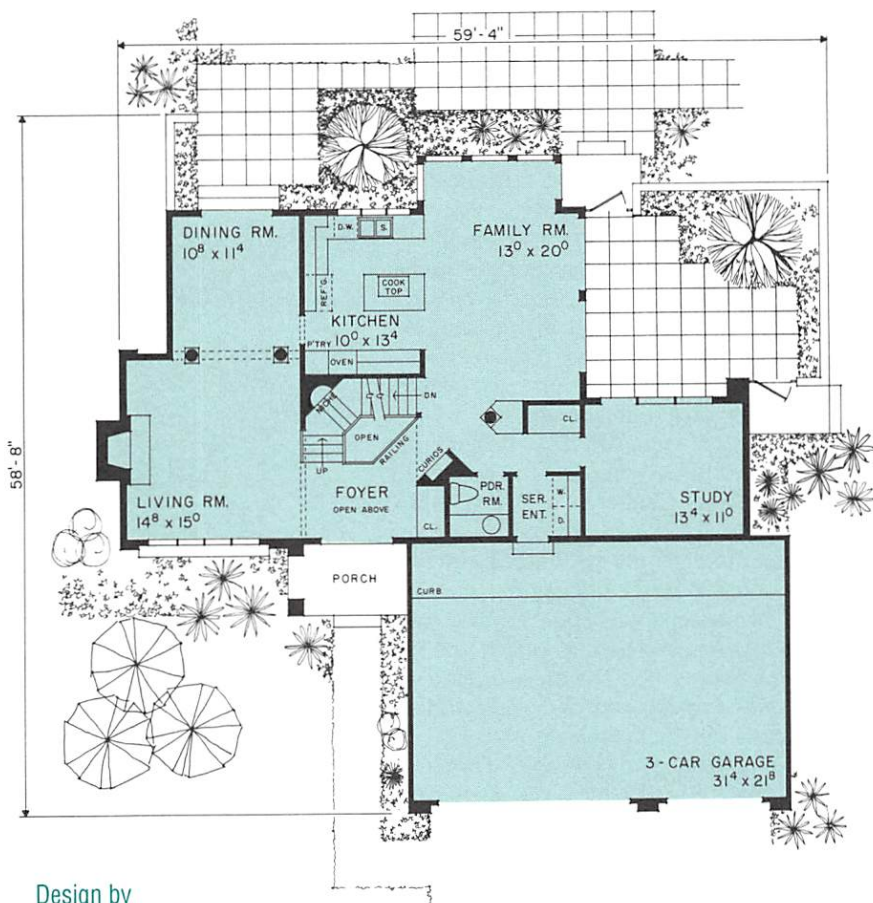 59'-4"
58'-8"
DINING RM.
10⁸ x 11⁴
D.W.
S.
FAMILY RM.
13⁰ x 20⁰
REF'G.
COOK
TOP
KITCHEN
10⁰ x 13⁴
P'TRY
OVEN
NICHE
DN
OPEN
RAILING
UP
CURIOS
CL.
LIVING RM.
14⁸ x 15⁰
FOYER
OPEN ABOVE
CL.
PDR.
RM.
SER.
ENT.
W.
D.
STUDY
13⁴ x 11⁰
PORCH
CURB
3-CAR GARAGE
31⁴ x 21⁸
Design by